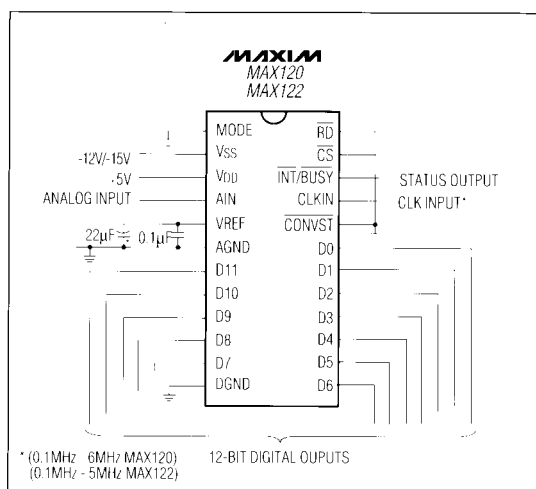 MAXIM
MAX120
MAX122
MODE
VSS
VDD
AIN
VREF
AGND
D11
D10
D9
D8
D7
DGND
RD
CS
INT/BUSY
CLKIN
CONVST
D0
D1
D2
D3
D4
D5
D6
-12V/-15V
+5V
ANALOG INPUT
22µF
0.1µF
STATUS OUTPUT
CLK INPUT*
12-BIT DIGITAL OUPUTS
* (0.1MHz - 6MHz MAX120)
(0.1MHz - 5MHz MAX122)